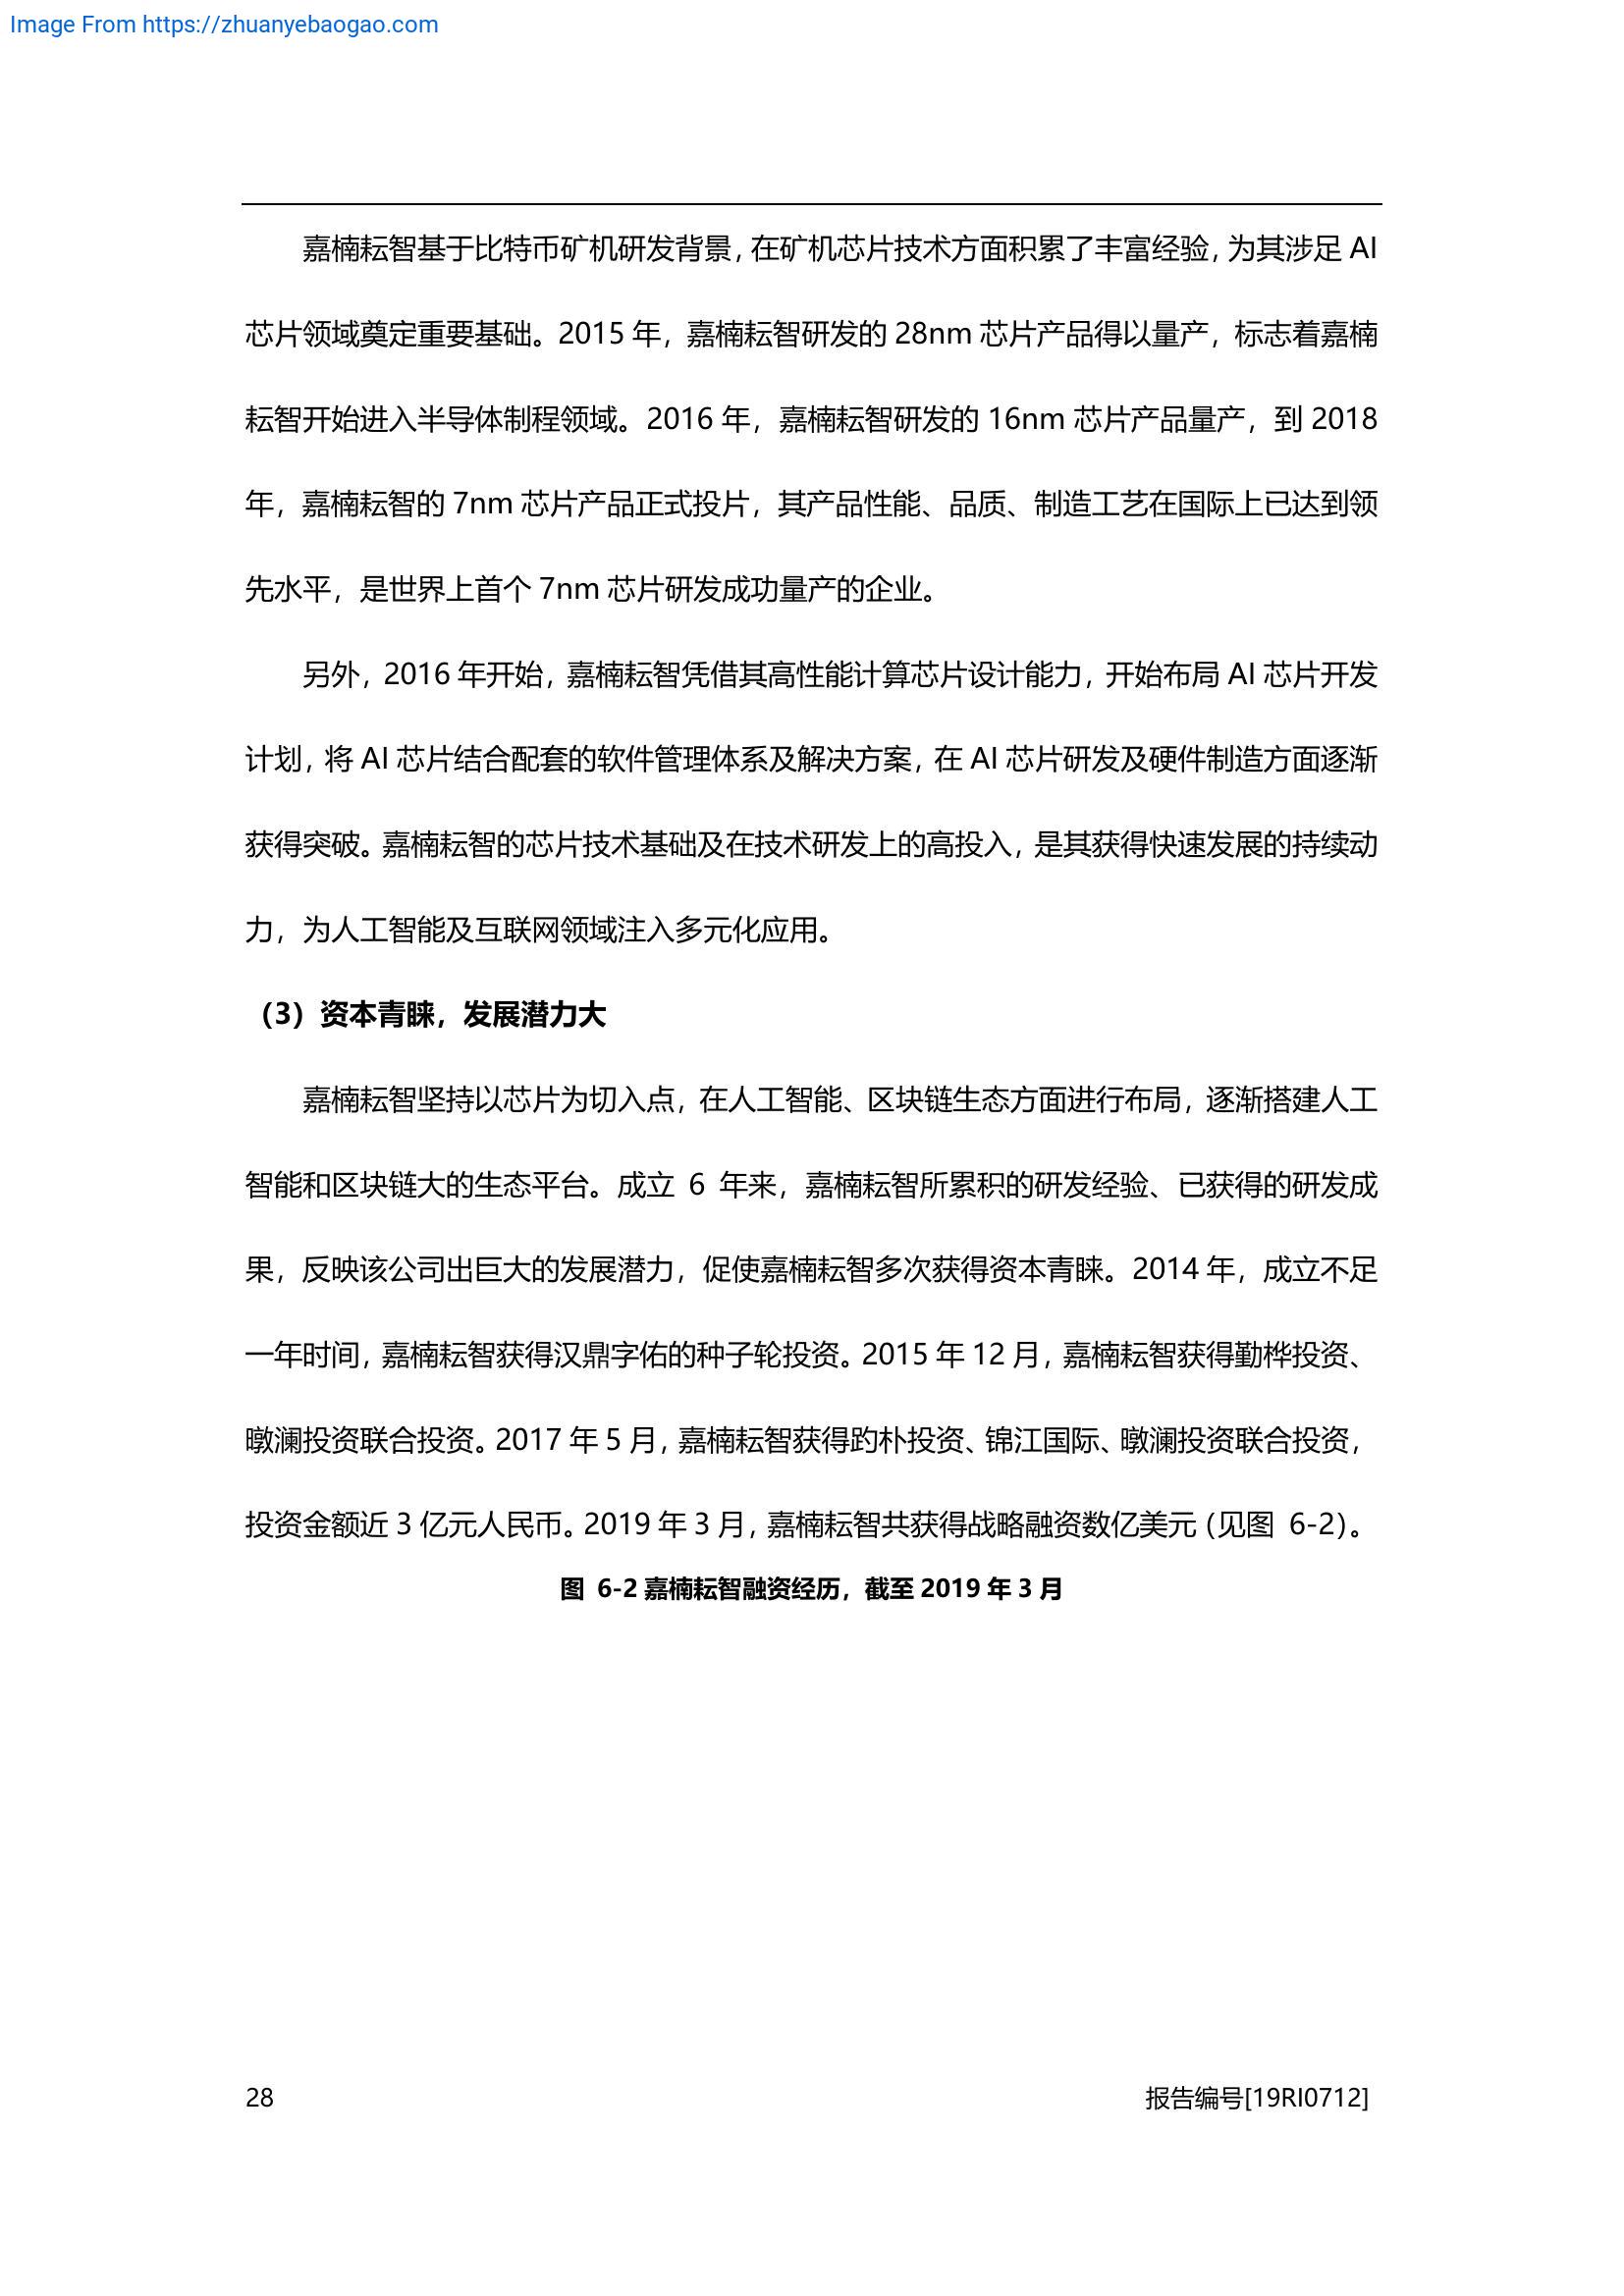 Image From https://zhuanyebaogao.com
嘉楠耘智基于比特币矿机研发背景，在矿机芯片技术方面积累了丰富经验，为其涉足 AI
芯片领域奠定重要基础。2015 年，嘉楠耘智研发的 28nm 芯片产品得以量产，标志着嘉楠
耘智开始进入半导体制程领域。2016 年，嘉楠耘智研发的 16nm 芯片产品量产，到 2018
年，嘉楠耘智的 7nm 芯片产品正式投片，其产品性能、品质、制造工艺在国际上已达到领
先水平，是世界上首个 7nm 芯片研发成功量产的企业。
另外，2016 年开始，嘉楠耘智凭借其高性能计算芯片设计能力，开始布局 AI 芯片开发
计划，将 AI 芯片结合配套的软件管理体系及解决方案，在 AI 芯片研发及硬件制造方面逐渐
获得突破。嘉楠耘智的芯片技术基础及在技术研发上的高投入，是其获得快速发展的持续动
力，为人工智能及互联网领域注入多元化应用。
（3）资本青睐，发展潜力大
嘉楠耘智坚持以芯片为切入点，在人工智能、区块链生态方面进行布局，逐渐搭建人工
智能和区块链大的生态平台。成立 6 年来，嘉楠耘智所累积的研发经验、已获得的研发成
果，反映该公司出巨大的发展潜力，促使嘉楠耘智多次获得资本青睐。2014 年，成立不足
一年时间，嘉楠耘智获得汉鼎字佑的种子轮投资。2015 年 12 月，嘉楠耘智获得勤桦投资、
暾澜投资联合投资。2017 年 5 月，嘉楠耘智获得趵朴投资、锦江国际、暾澜投资联合投资，
投资金额近 3 亿元人民币。2019 年 3 月，嘉楠耘智共获得战略融资数亿美元（见图 6-2）。
图 6-2 嘉楠耘智融资经历，截至 2019 年 3 月
28
报告编号[19RI0712]